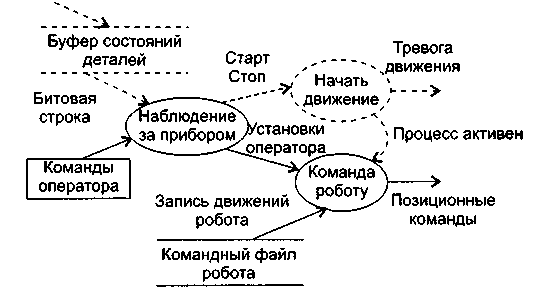 Буфер состояний
деталей
Старт
Стоп
Тревога
движения
Начать
движение
Битовая
строка
Наблюдение
за прибором
Установки
оператора
Процесс активен
Команды
оператора
Команда
роботу
Запись движений
робота
Позиционные
команды
Командный файл
робота